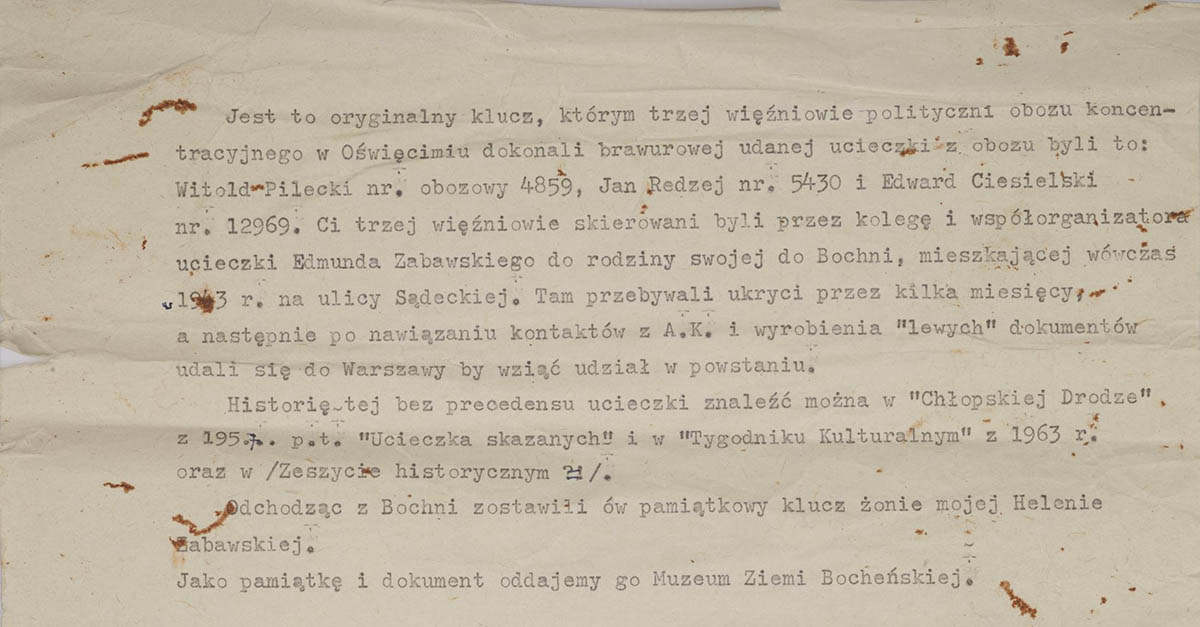 Jest to oryginalny klucz, którym trzej więźniowie polityczni obozu koncen-
tracyjnego w Oświęcimiu dokonali brawurowej udanej ucieczki z obozu byli to:
Witold Pilecki nr. obozowy 4859, Jan Redzej nr. 5430 i Edward Ciesielski
nr. 12969. Ci trzej więźniowie skierowani byli przez kolegę i współorganizatora
ucieczki Edmunda Zabawskiego do rodziny swojej do Bochni, mieszkającej wówczas
w 1943 r. na ulicy Sądeckiej. Tam przebywali ukryci przez kilka miesięcy,
a następnie po nawiązaniu kontaktów z A.K. i wyrobienia "lewych" dokumentów
udali się do Warszawy by wziąć udział w powstaniu.
Historię tej bez precedensu ucieczki znaleźć można w "Chłopskiej Drodze"
z 1957. p.t. "Ucieczka skazanych" i w "Tygodniku Kulturalnym" z 1963 r.
oraz w /Zeszycie historycznym 21/.
Odchodząc z Bochni zostawili ów pamiątkowy klucz żonie mojej Helenie
Zabawskiej.
Jako pamiątkę i dokument oddajemy go Muzeum Ziemi Bocheńskiej.